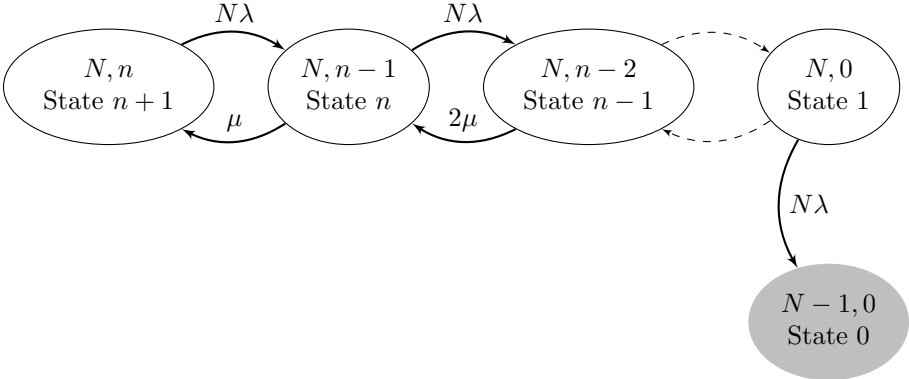 Nλ
Nλ
N, n
State n + 1
N, n − 1
State n
N, n − 2
State n − 1
N, 0
State 1
μ
2μ
Nλ
N − 1, 0
State 0